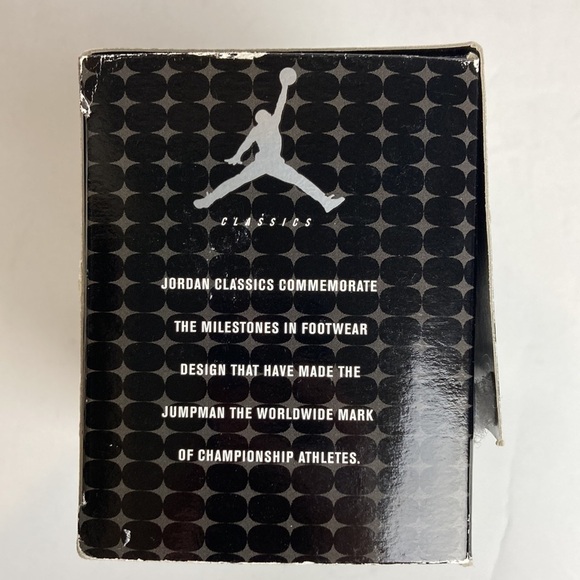 CLASSICS
JORDAN CLASSICS COMMEMORATE
THE MILESTONES IN FOOTWEAR
DESIGN THAT HAVE MADE THE
JUMPMAN THE WORLDWIDE MARK
OF CHAMPIONSHIP ATHLETES.